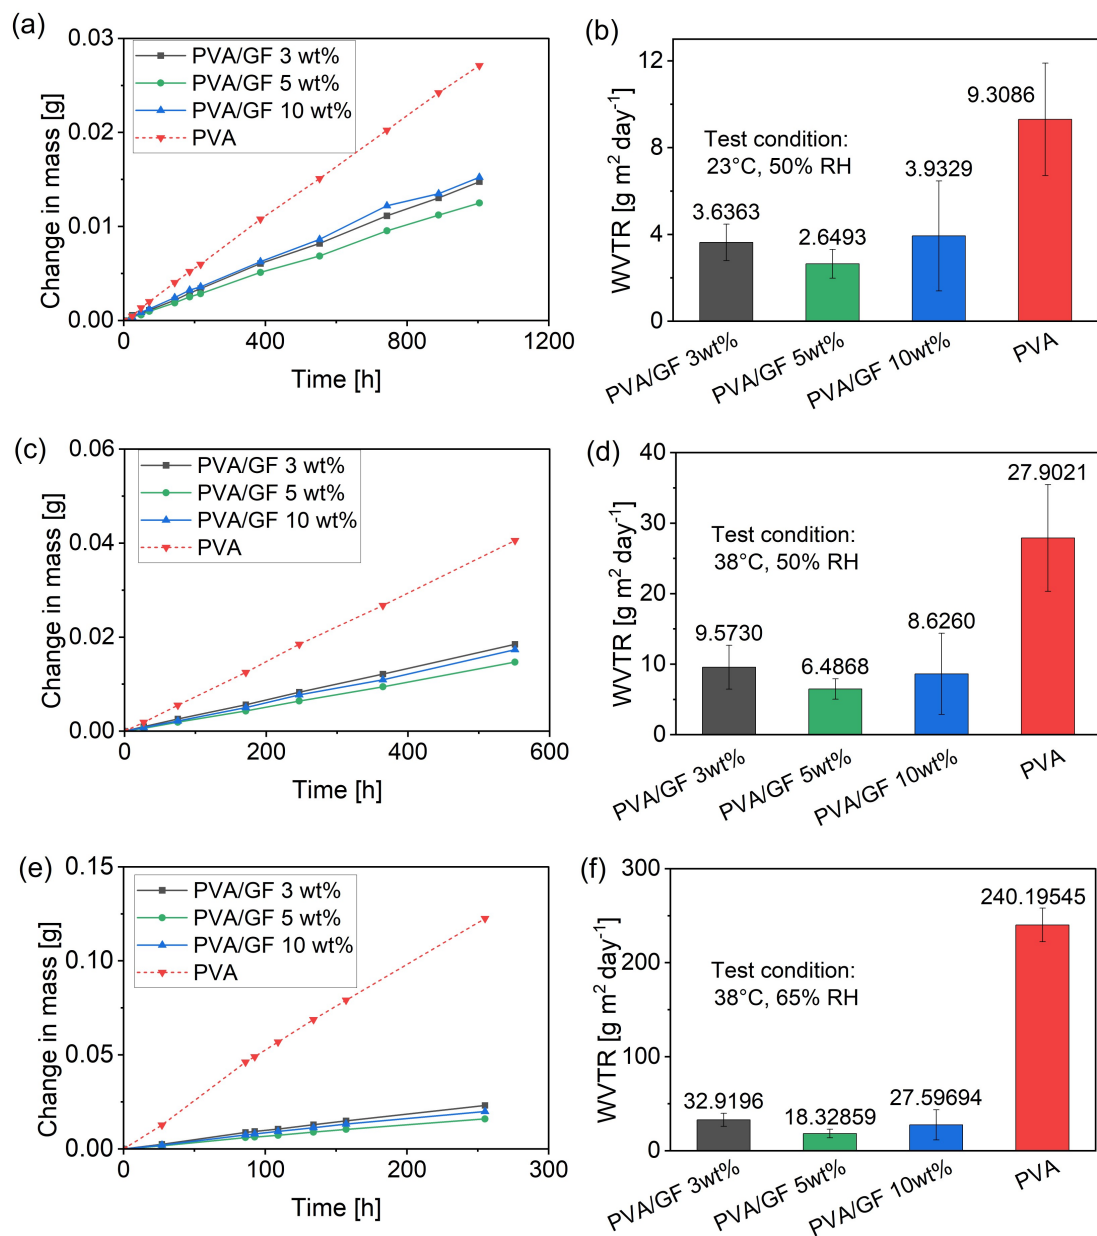 (a)
0.03
0.02
0.01
0.00
Change in mass [g]
PVA/GF 3 wt%
PVA/GF 5 wt%
PVA/GF 10 wt%
PVA
0
400
800
1200
Time [h]
(b)
12
8
4
0
WVTR [g m² day⁻¹]
Test condition:
23°C, 50% RH
3.6363
2.6493
3.9329
9.3086
PVA/GF 3wt%
PVA/GF 5wt%
PVA/GF 10wt%
PVA
(c)
0.06
0.04
0.02
0.00
Change in mass [g]
PVA/GF 3 wt%
PVA/GF 5 wt%
PVA/GF 10 wt%
PVA
0
200
400
600
Time [h]
(d)
40
30
20
10
0
WVTR [g m² day⁻¹]
Test condition:
38°C, 50% RH
9.5730
6.4868
8.6260
27.9021
PVA/GF 3wt%
PVA/GF 5wt%
PVA/GF 10wt%
PVA
(e)
0.15
0.10
0.05
0.00
Change in mass [g]
PVA/GF 3 wt%
PVA/GF 5 wt%
PVA/GF 10 wt%
PVA
0
100
200
300
Time [h]
(f)
300
200
100
0
WVTR [g m² day⁻¹]
Test condition:
38°C, 65% RH
32.9196
18.32859
27.59694
240.19545
PVA/GF 3wt%
PVA/GF 5wt%
PVA/GF 10wt%
PVA